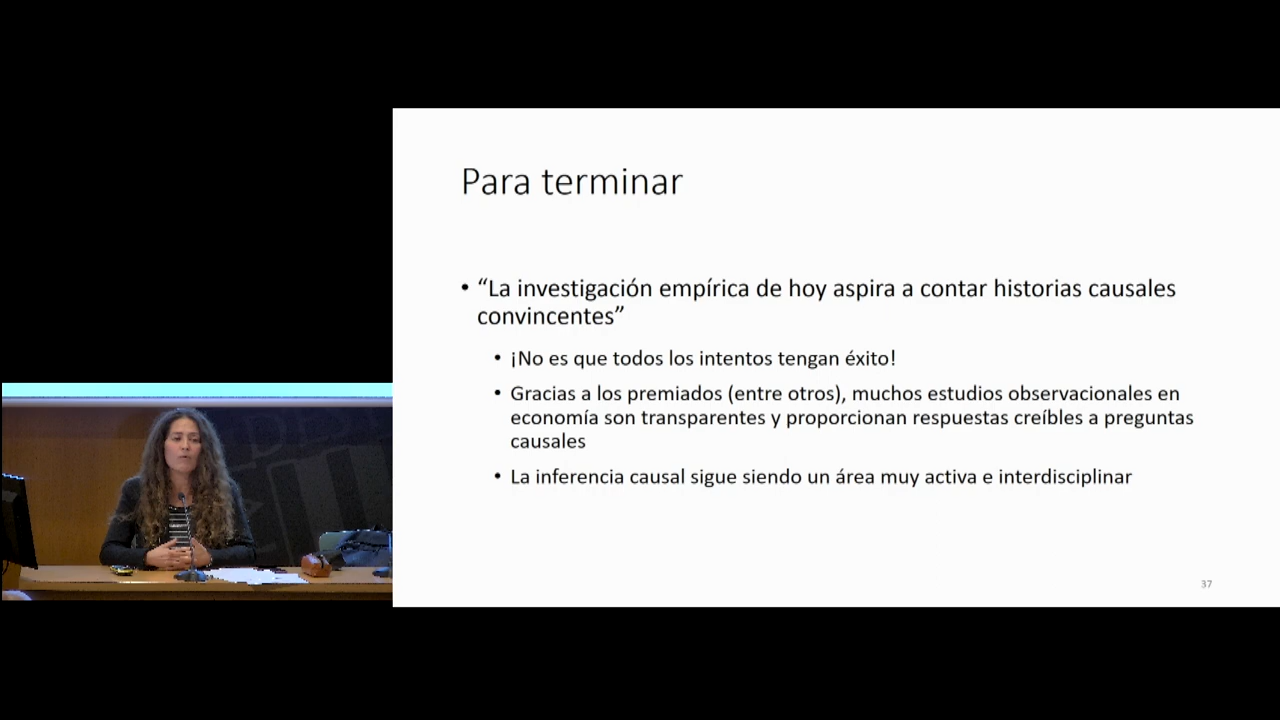 Para terminar
• “La investigación empírica de hoy aspira a contar historias causales
convincentes”
• ¡No es que todos los intentos tengan éxito!
• Gracias a los premiados (entre otros), muchos estudios observacionales en
economía son transparentes y proporcionan respuestas creíbles a preguntas
causales
• La inferencia causal sigue siendo un área muy activa e interdisciplinar
37